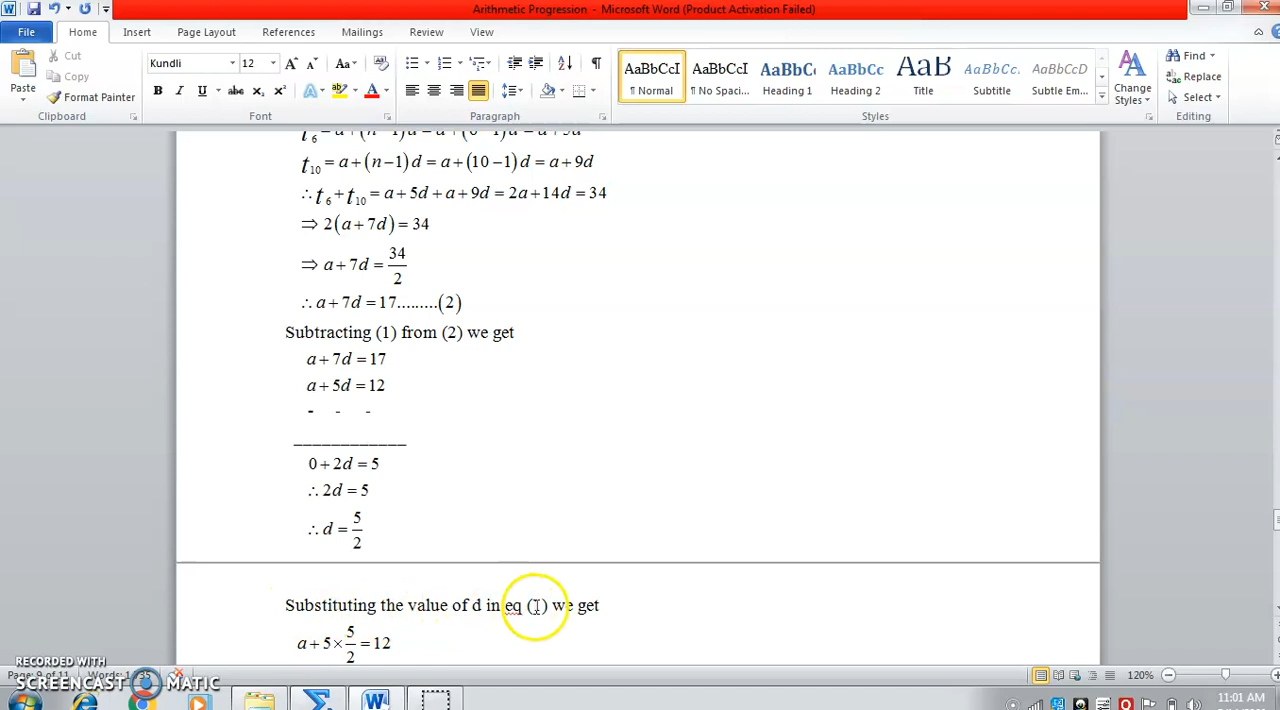 Arithmetic Progression - Microsoft Word (Product Activation Failed)
File Home Insert Page Layout References Mailings Review View
Paste
Cut
Copy
Format Painter
Clipboard
Kundli 12
Font
Paragraph
AaBbCcI AaBbCcI AaBbCc AaBbCc AaB AaBbCc. AaBbCcI
¶ Normal ¶ No Spaci... Heading 1 Heading 2 Title Subtitle Subtle Em...
Change Styles
Styles
Find
Replace
Select
Editing
t₁₀ = a + (n − 1) d = a + (10 − 1) d = a + 9d
∴ t₆ + t₁₀ = a + 5d + a + 9d = 2a + 14d = 34
⇒ 2(a + 7d) = 34
⇒ a + 7d = 34/2
∴ a + 7d = 17.........(2)
Subtracting (1) from (2) we get
a + 7d = 17
a + 5d = 12
- - -
____________
0 + 2d = 5
∴ 2d = 5
∴ d = 5/2
Substituting the value of d in eq (1) we get
a + 5 × 5/2 = 12
RECORDED WITH
SCREENCAST MATIC
120%
11:01 AM